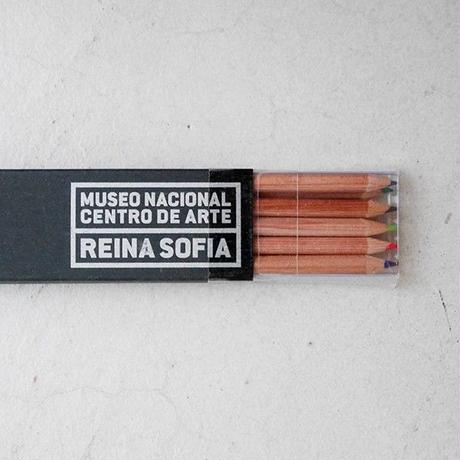 MUSEO NACIONAL
CENTRO DE ARTE
REINA SOFIA